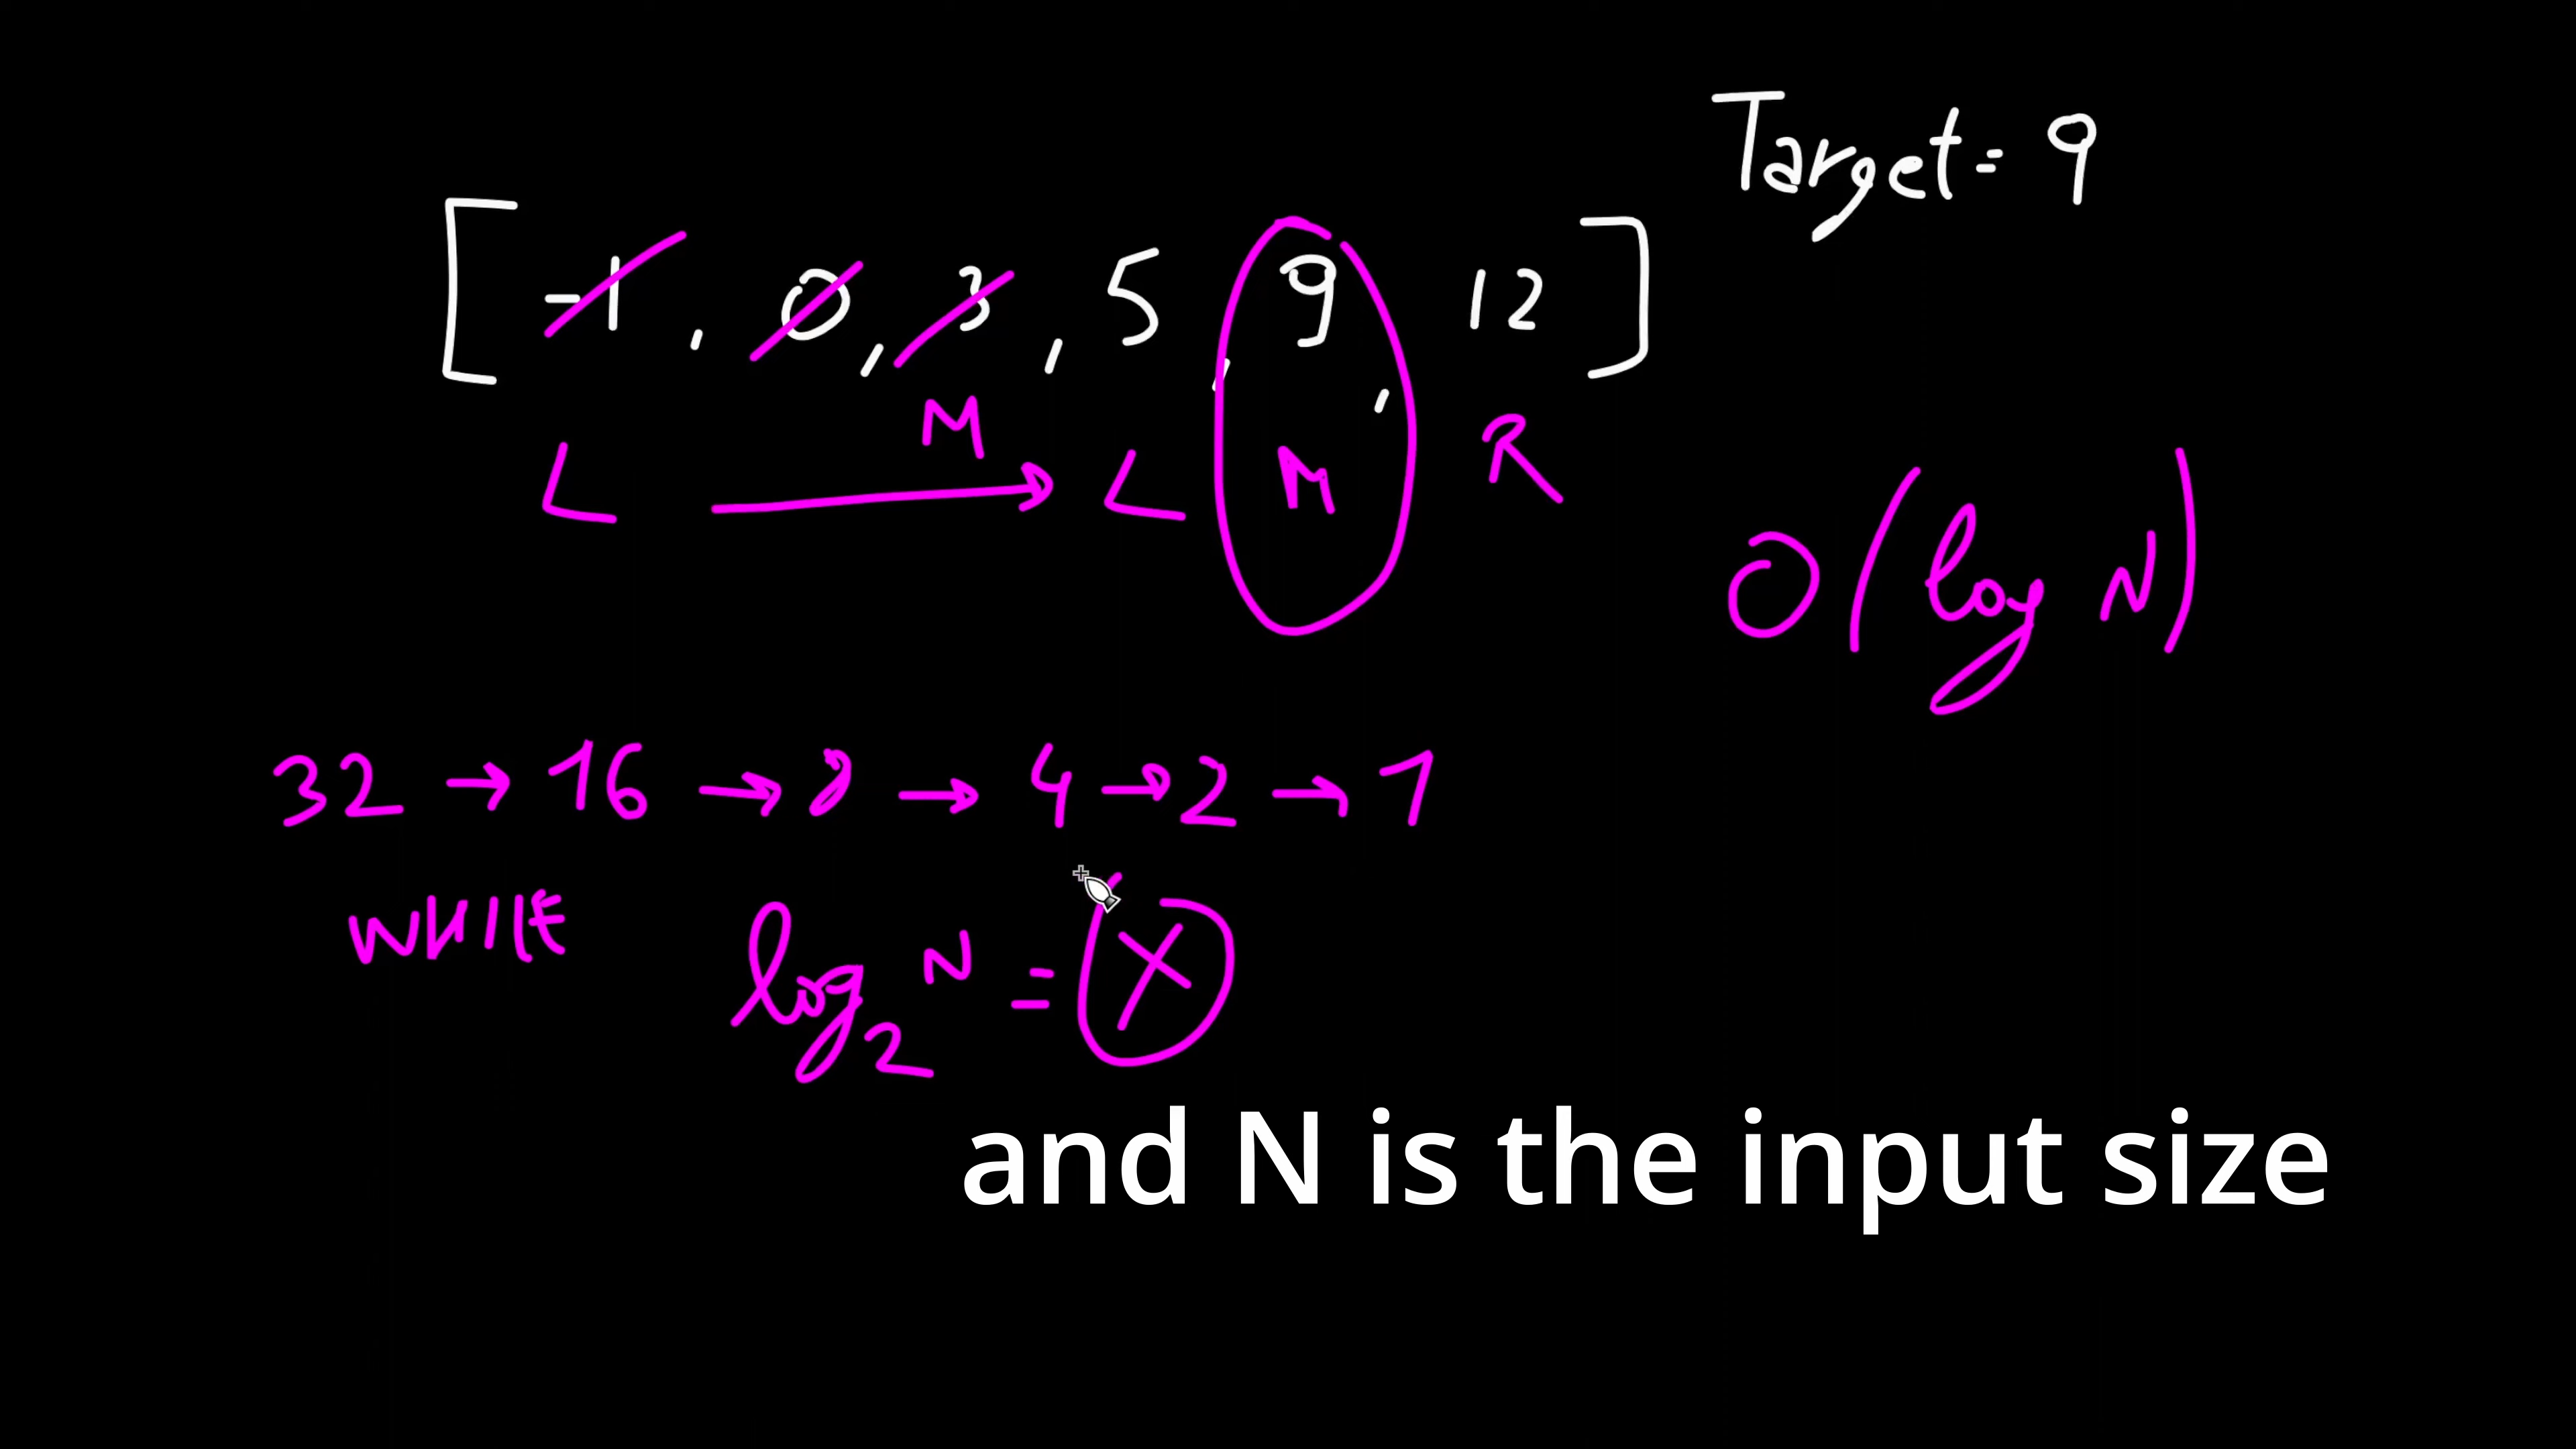 Target = 9
[ -1, 0, 3, 5, 9, 12 ]
M
L → L M R
O(log N)
32 → 16 → 8 → 4 → 2 → 1
WHILE
log₂ N = X
and N is the input size